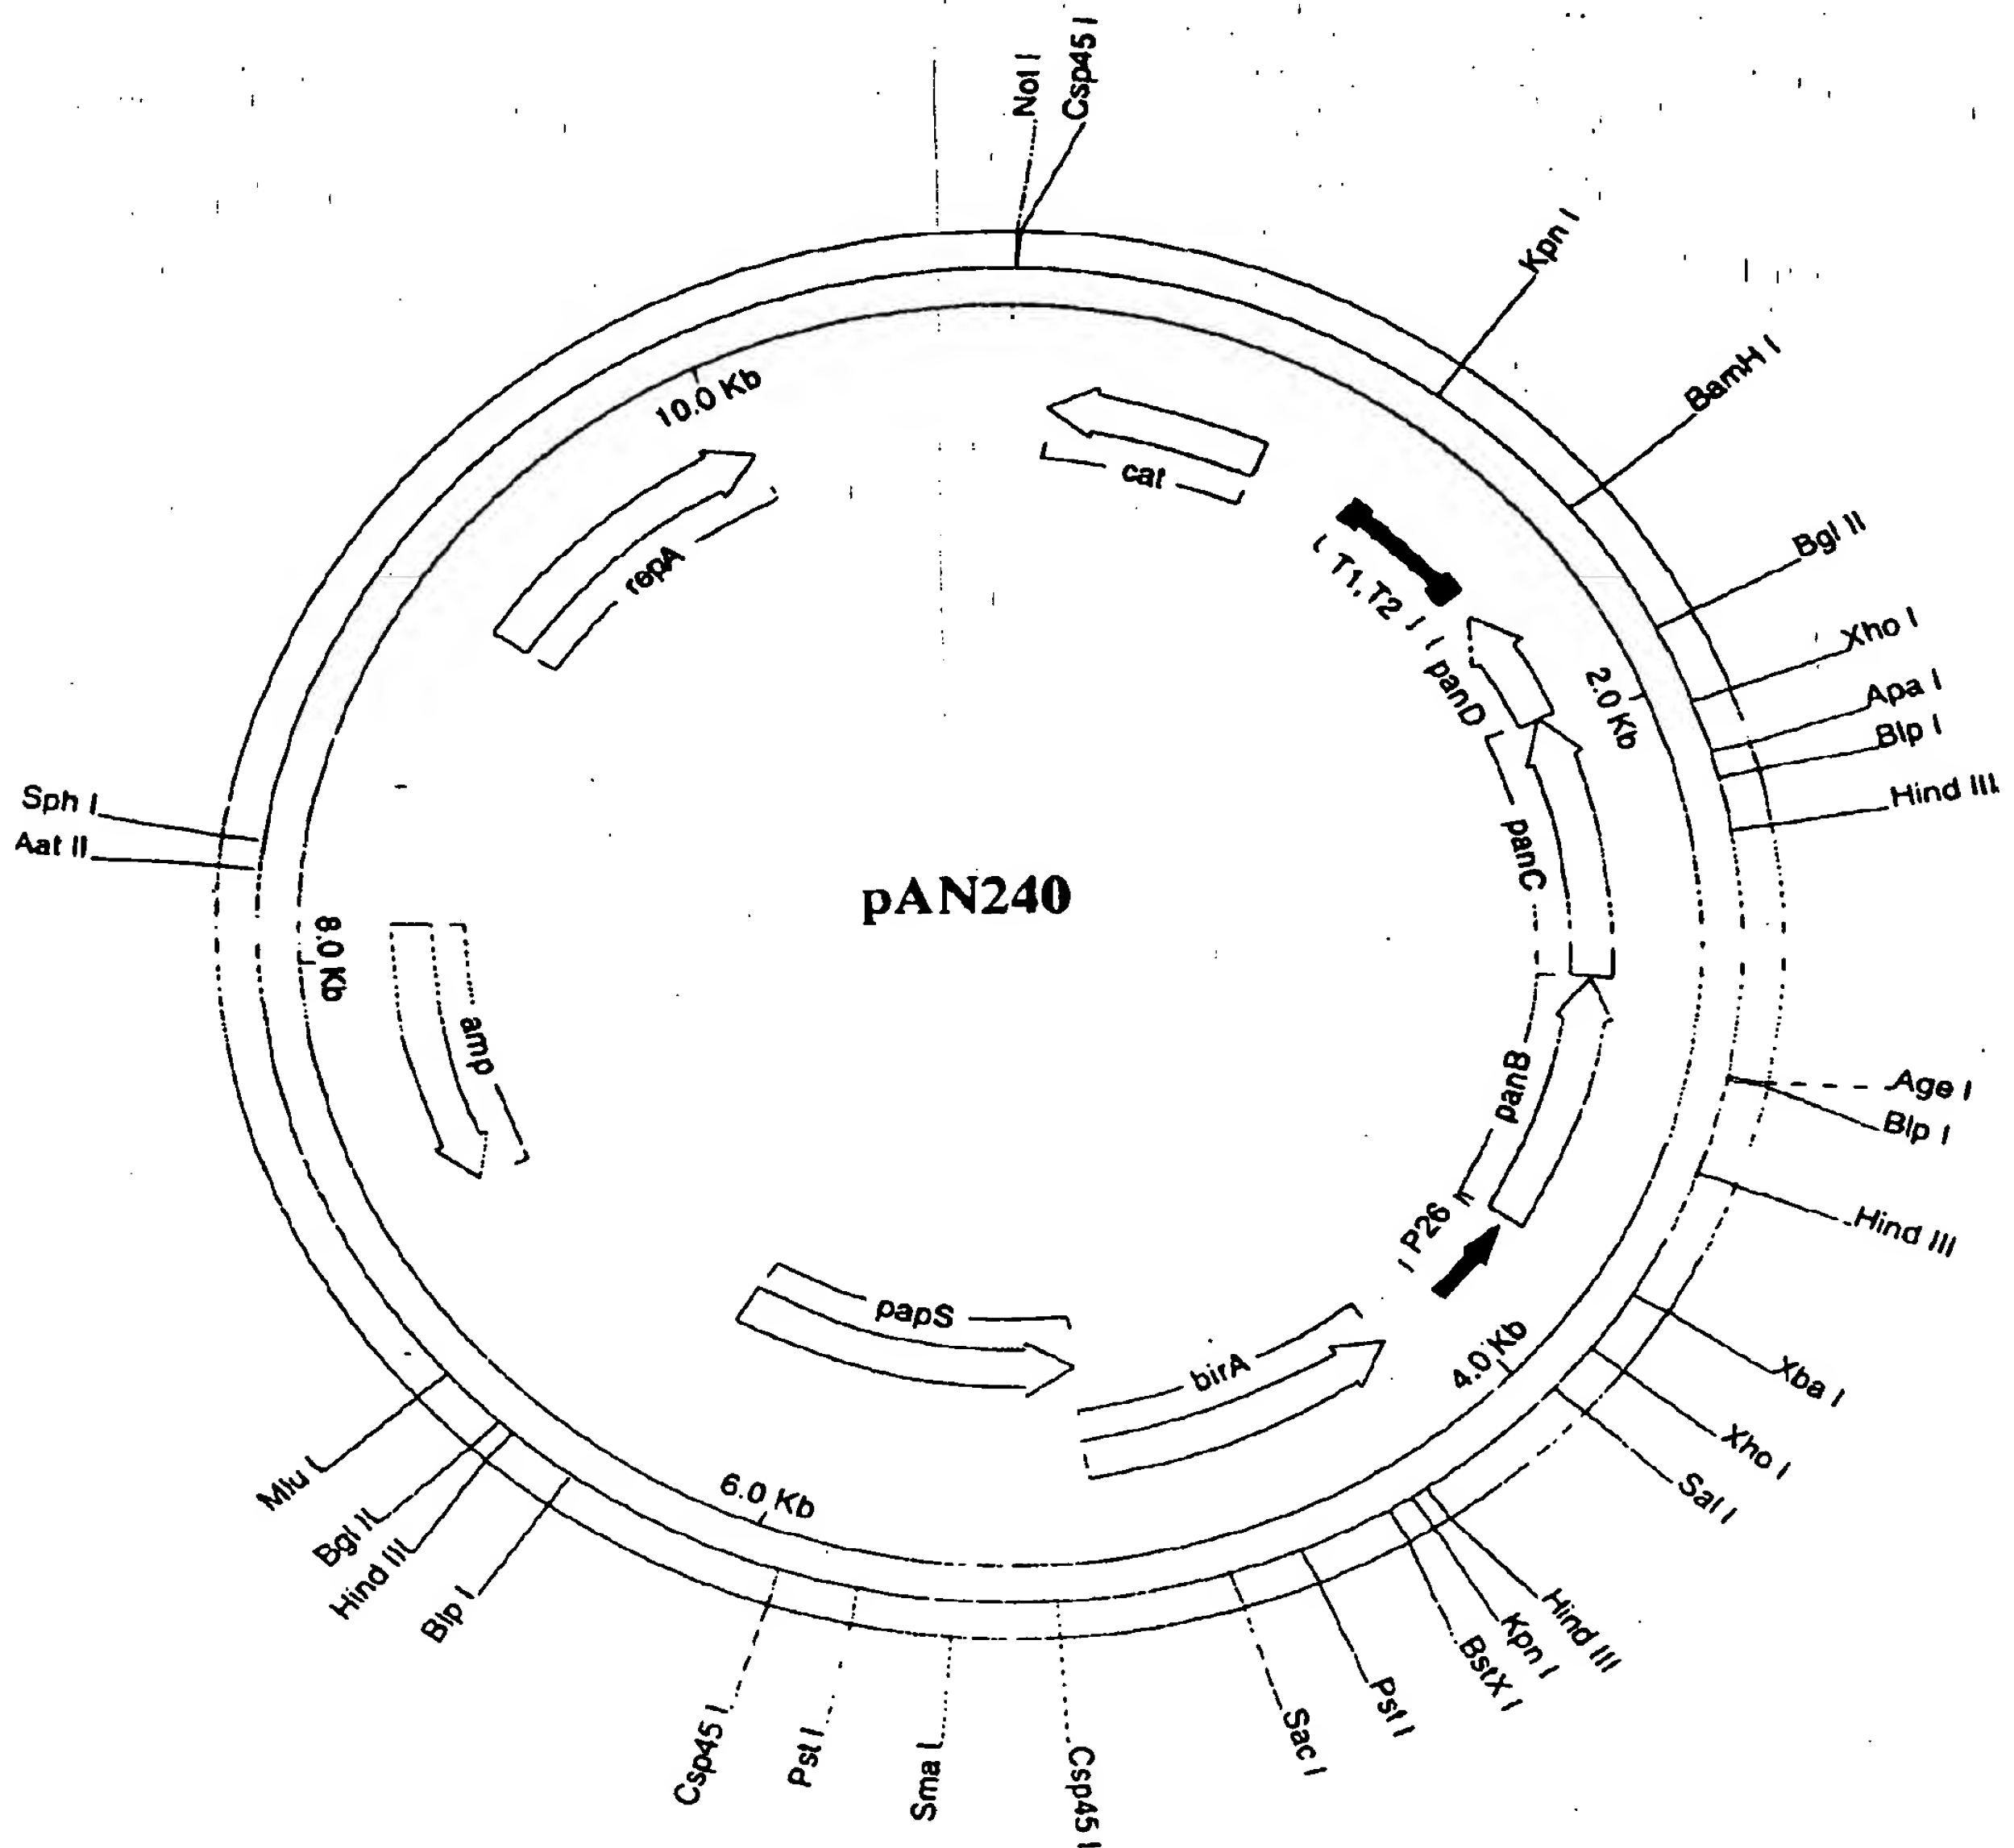 Not I
Csp45 I
Kpn I
BamH I
Bgl II
Xho I
Apa I
Blp I
Hind III
Age I
Blp I
Hind III
Xba I
Xho I
Sal I
Hind III
Kpn I
BstX I
Pst I
Sac I
Csp45 I
Sma I
Pst I
Csp45 I
Blp I
Hind III
Bgl II
Mlu I
Aat II
Sph I
10.0 Kb
2.0 Kb
4.0 Kb
6.0 Kb
8.0 Kb
cat
T1, T2
panD
panC
panB
P26
birA
papS
amp
repA
pAN240